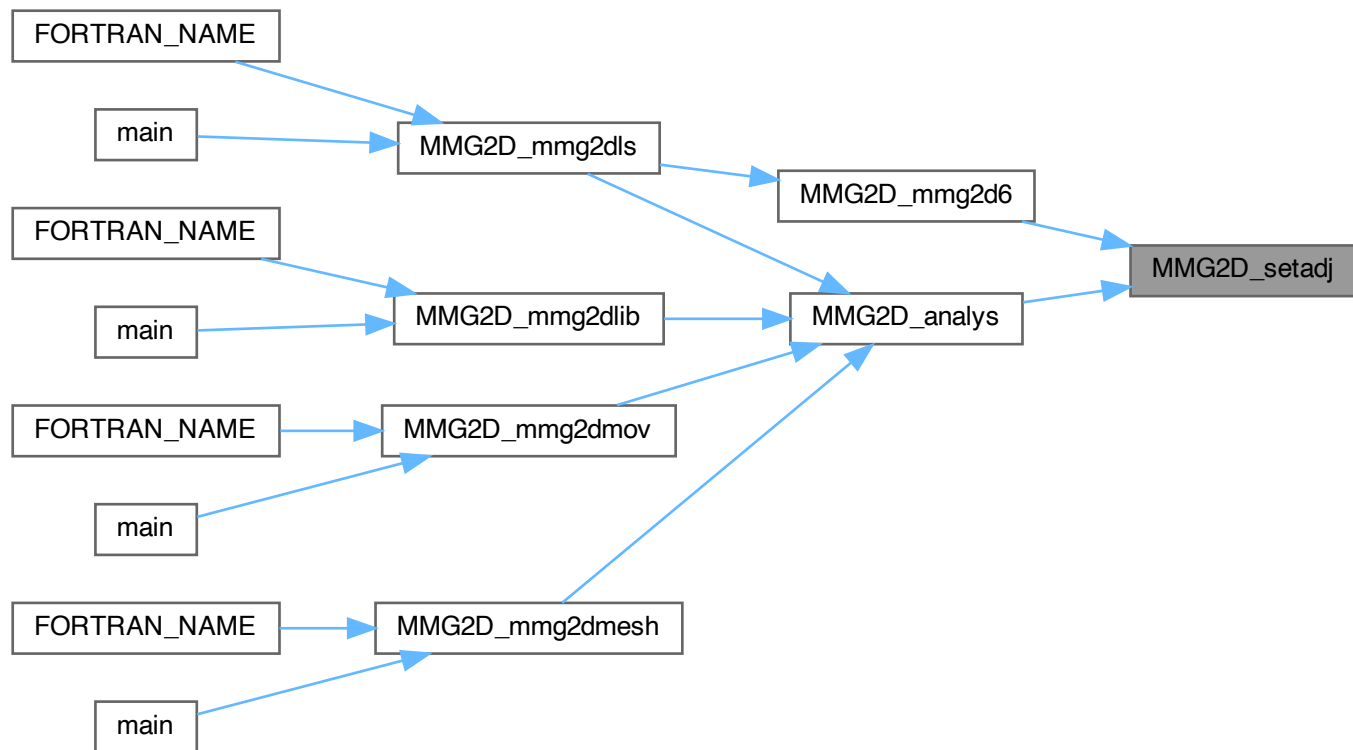 FORTRAN_NAME
main
MMG2D_mmg2dls
MMG2D_mmg2d6
FORTRAN_NAME
MMG2D_setadj
main
MMG2D_mmg2dlib
MMG2D_analys
FORTRAN_NAME
MMG2D_mmg2dmov
main
FORTRAN_NAME
MMG2D_mmg2dmesh
main